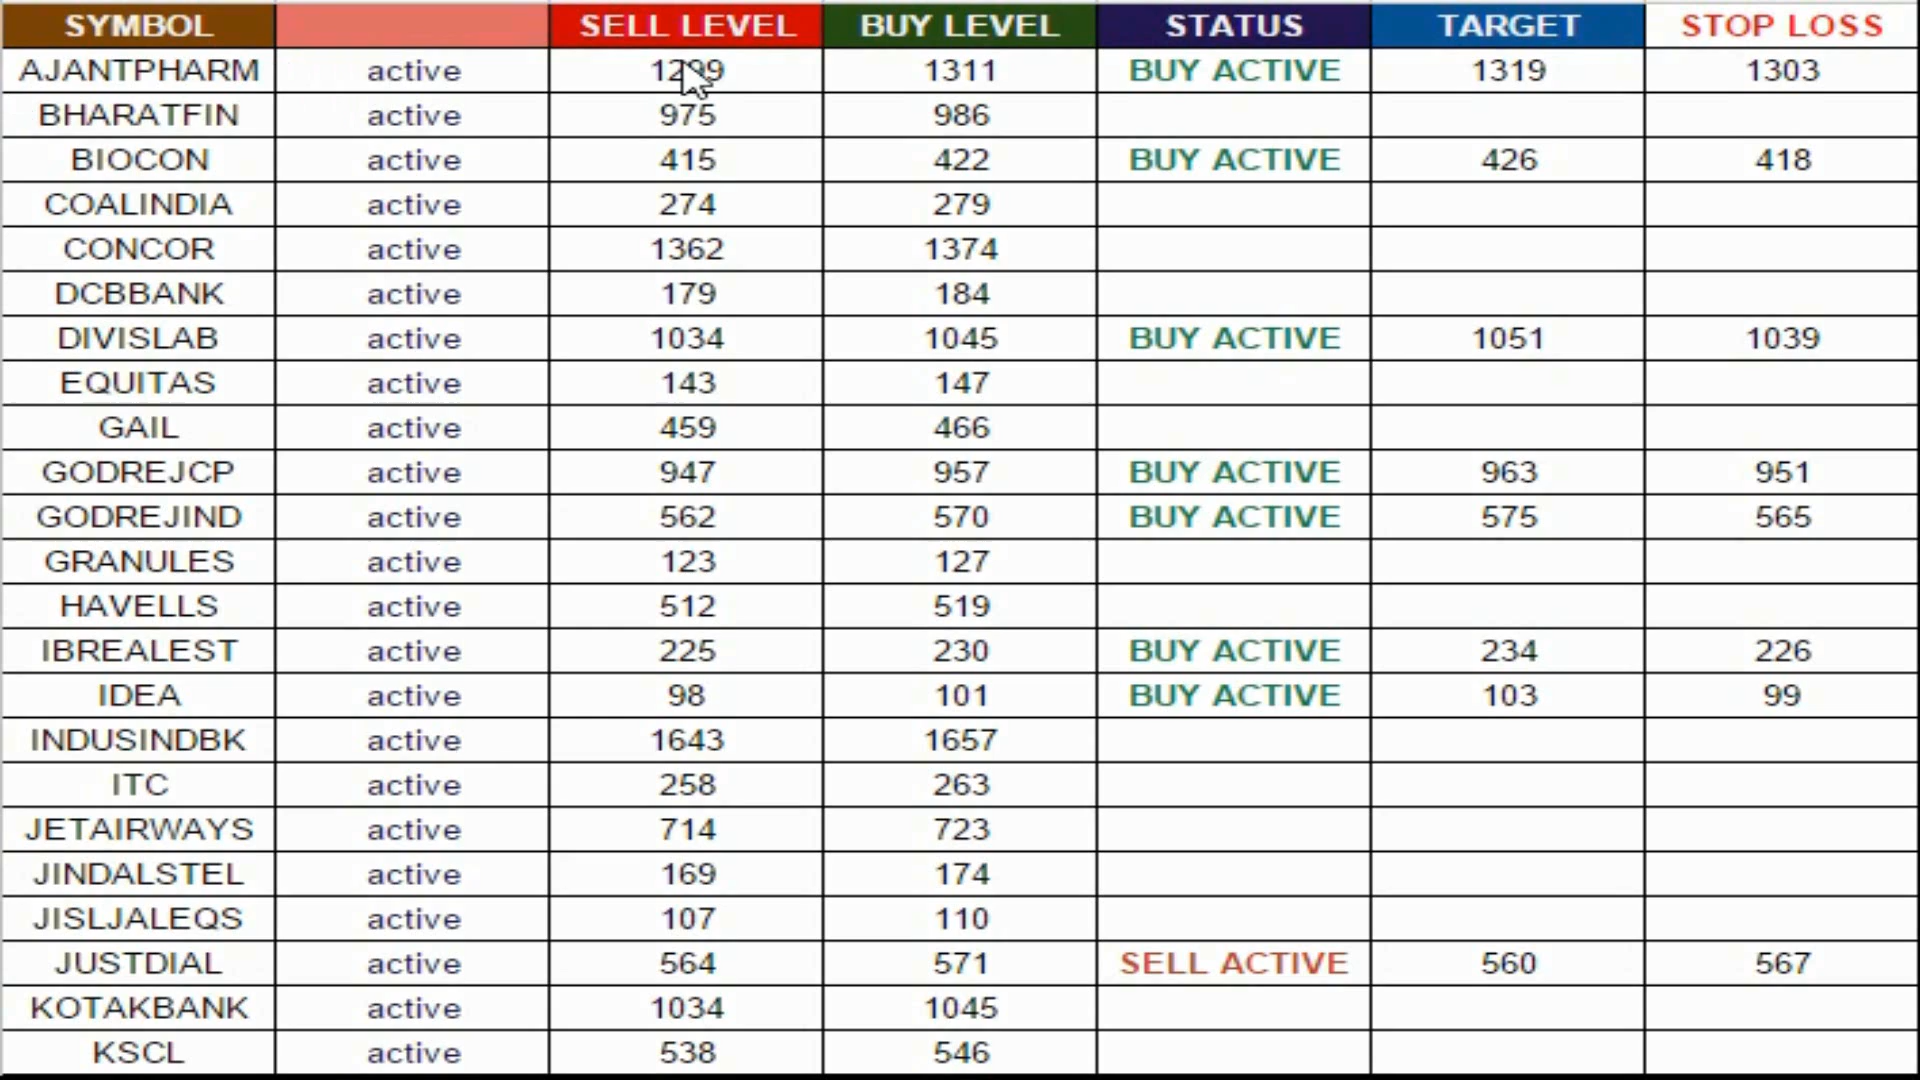 SYMBOL SELL LEVEL BUY LEVEL STATUS TARGET STOP LOSS
AJANTPHARM active 1299 1311 BUY ACTIVE 1319 1303
BHARATFIN active 975 986
BIOCON active 415 422 BUY ACTIVE 426 418
COALINDIA active 274 279
CONCOR active 1362 1374
DCBBANK active 179 184
DIVISLAB active 1034 1045 BUY ACTIVE 1051 1039
EQUITAS active 143 147
GAIL active 459 466
GODREJCP active 947 957 BUY ACTIVE 963 951
GODREJIND active 562 570 BUY ACTIVE 575 565
GRANULES active 123 127
HAVELLS active 512 519
IBREALEST active 225 230 BUY ACTIVE 234 226
IDEA active 98 101 BUY ACTIVE 103 99
INDUSINDBK active 1643 1657
ITC active 258 263
JETAIRWAYS active 714 723
JINDALSTEL active 169 174
JISLJALEQS active 107 110
JUSTDIAL active 564 571 SELL ACTIVE 560 567
KOTAKBANK active 1034 1045
KSCL active 538 546